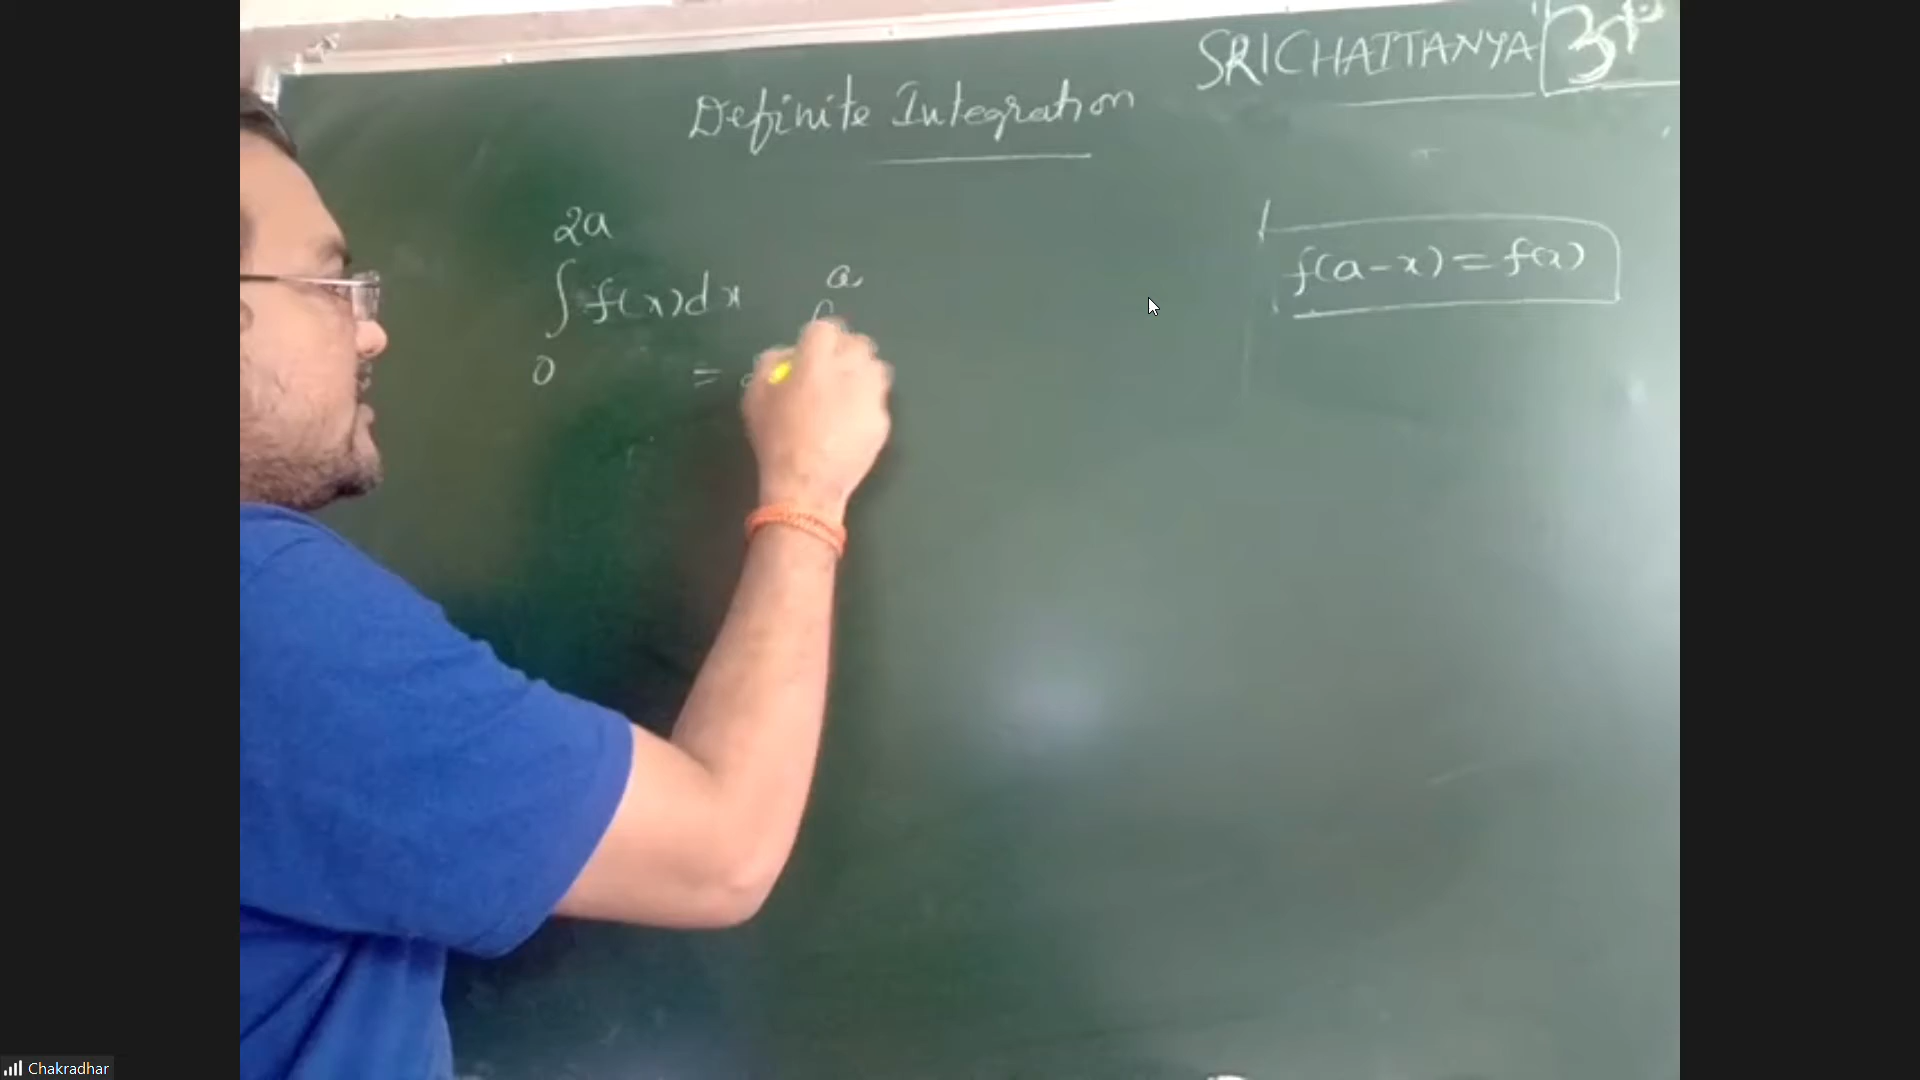 SRICHAITANYA
Definite Integration
2a
∫ f(x)dx
0
=
a
f(a-x)=f(x)
Chakradhar